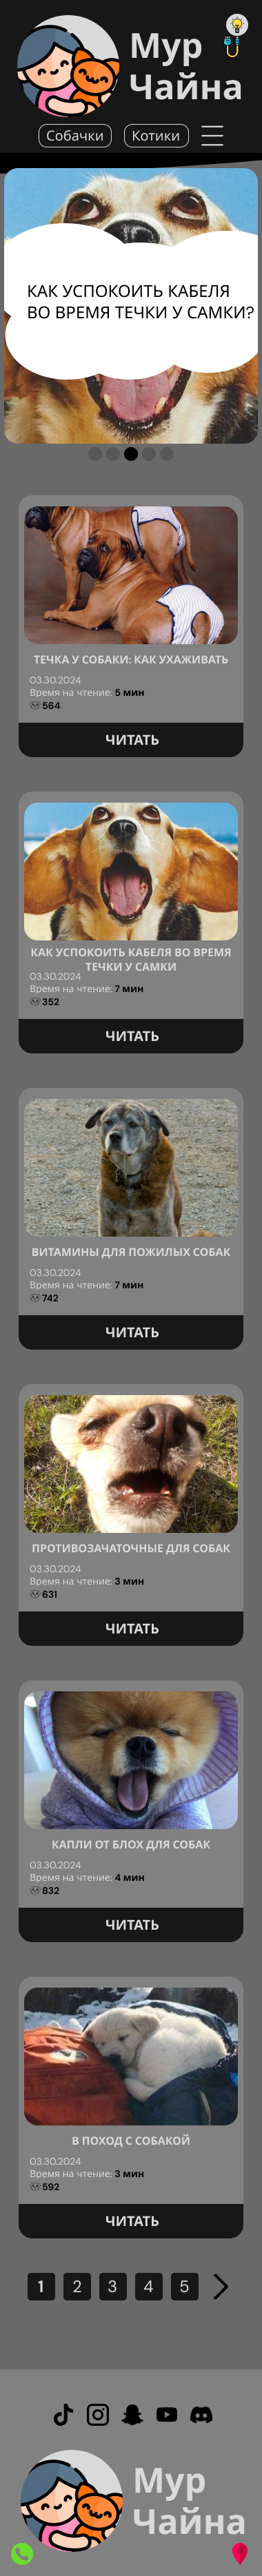 Мур
Чайна
Собачки
Котики
КАК УСПОКОИТЬ КАБЕЛЯ
ВО ВРЕМЯ ТЕЧКИ У САМКИ?
ТЕЧКА У СОБАКИ: КАК УХАЖИВАТЬ
03.30.2024
Время на чтение: 5 мин
564
ЧИТАТЬ
КАК УСПОКОИТЬ КАБЕЛЯ ВО ВРЕМЯ
ТЕЧКИ У САМКИ
03.30.2024
Время на чтение: 7 мин
352
ЧИТАТЬ
ВИТАМИНЫ ДЛЯ ПОЖИЛЫХ СОБАК
03.30.2024
Время на чтение: 7 мин
742
ЧИТАТЬ
ПРОТИВОЗАЧАТОЧНЫЕ ДЛЯ СОБАК
03.30.2024
Время на чтение: 3 мин
631
ЧИТАТЬ
КАПЛИ ОТ БЛОХ ДЛЯ СОБАК
03.30.2024
Время на чтение: 4 мин
832
ЧИТАТЬ
В ПОХОД С СОБАКОЙ
03.30.2024
Время на чтение: 3 мин
592
ЧИТАТЬ
1 2 3 4 5
Мур
Чайна